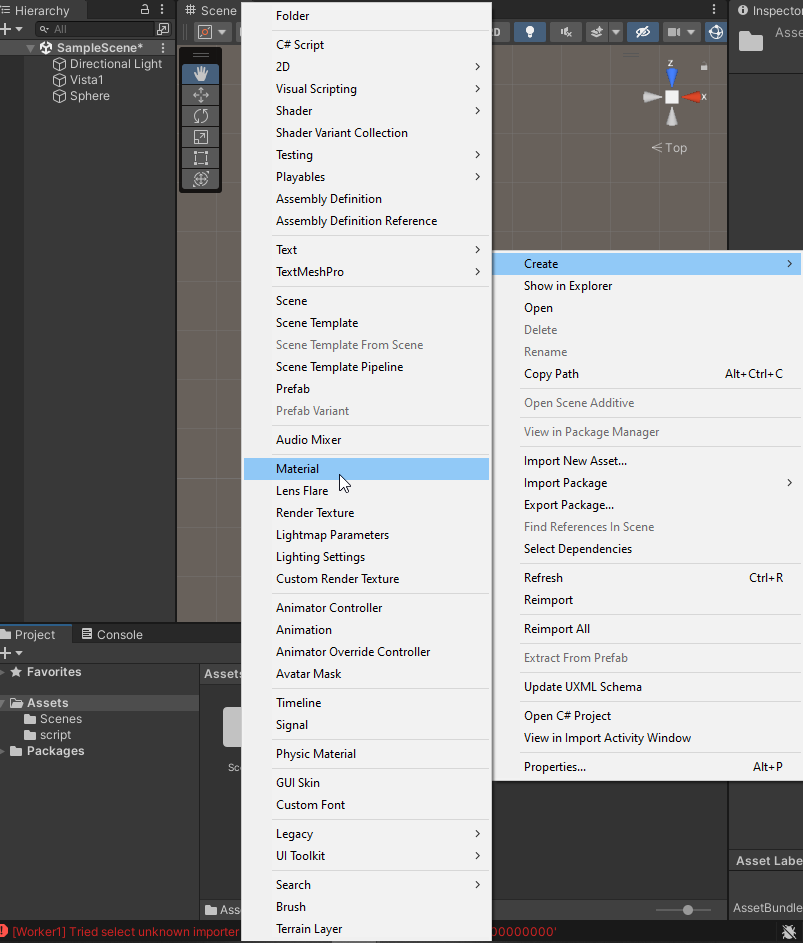 Hierarchy
All
SampleScene*
Directional Light
Vista1
Sphere
Scene
Folder
C# Script
2D
Visual Scripting
Shader
Shader Variant Collection
Testing
Playables
Assembly Definition
Assembly Definition Reference
Text
TextMeshPro
Scene
Scene Template
Scene Template From Scene
Scene Template Pipeline
Prefab
Prefab Variant
Audio Mixer
Material
Lens Flare
Render Texture
Lightmap Parameters
Lighting Settings
Custom Render Texture
Animator Controller
Animation
Animator Override Controller
Avatar Mask
Timeline
Signal
Physic Material
GUI Skin
Custom Font
Legacy
UI Toolkit
Search
Brush
Terrain Layer
z
x
Top
Inspector
Create
Show in Explorer
Open
Delete
Rename
Copy Path Alt+Ctrl+C
Open Scene Additive
View in Package Manager
Import New Asset...
Import Package
Export Package...
Find References In Scene
Select Dependencies
Refresh Ctrl+R
Reimport
Reimport All
Extract From Prefab
Update UXML Schema
Open C# Project
View in Import Activity Window
Properties... Alt+P
Project
Console
Favorites
Assets
Scenes
script
Packages
Assets
Asset Labe
AssetBundle
[Worker1] Tried select unknown importer
00000000'